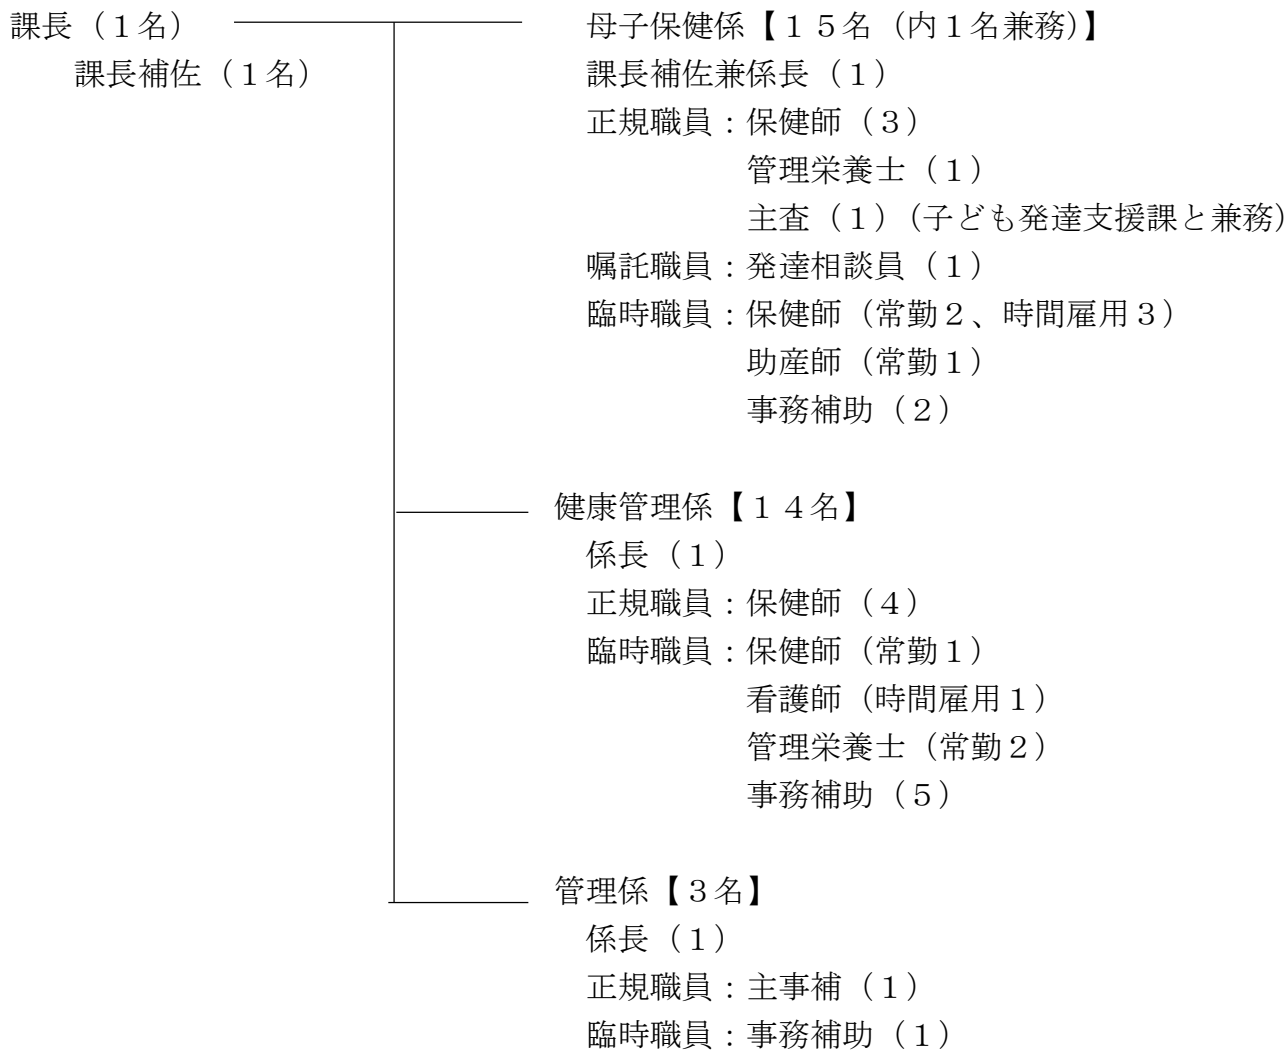 課長（１名）
課長補佐（１名）
母子保健係【１５名（内１名兼務）】
課長補佐兼係長（１）
正規職員：保健師（３）
管理栄養士（１）
主査（１）（子ども発達支援課と兼務）
嘱託職員：発達相談員（１）
臨時職員：保健師（常勤２、時間雇用３）
助産師（常勤１）
事務補助（２）
健康管理係【１４名】
係長（１）
正規職員：保健師（４）
臨時職員：保健師（常勤１）
看護師（時間雇用１）
管理栄養士（常勤２）
事務補助（５）
管理係【３名】
係長（１）
正規職員：主事補（１）
臨時職員：事務補助（１）